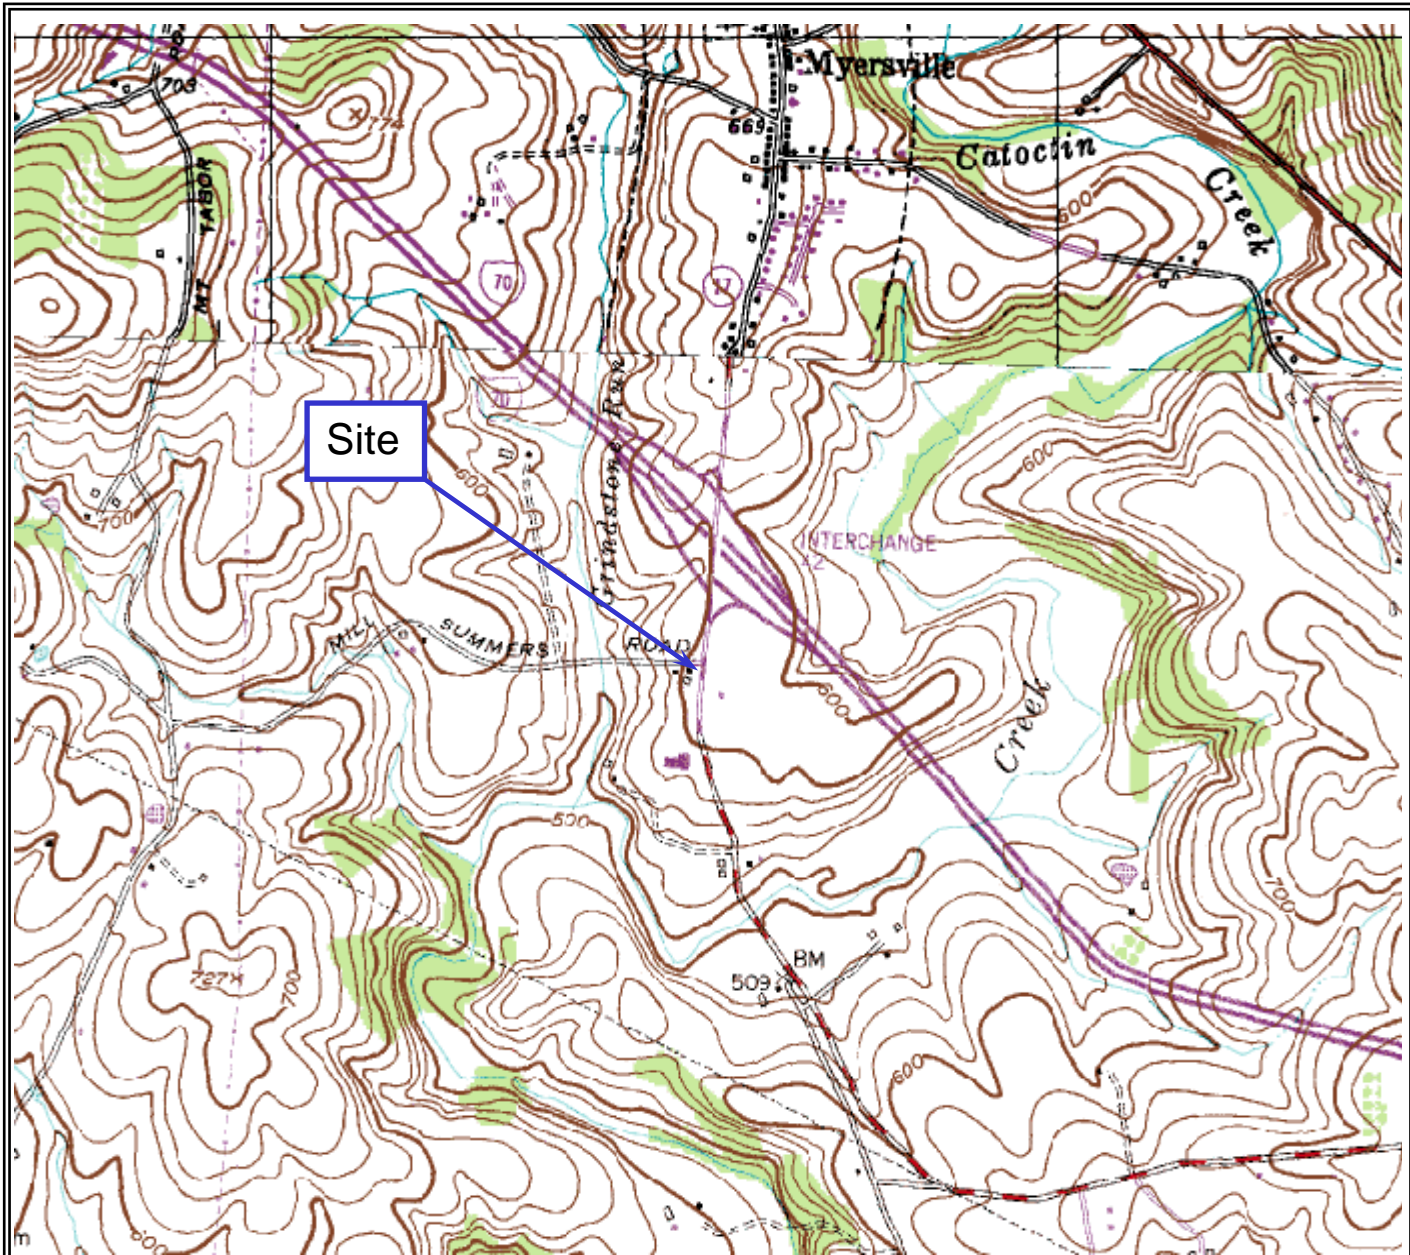 Myersville
703
774
669
Catoctin
Creek
MT TABOR
600
70
17
Grindstone Run
70
Site
600
600
700
INTERCHANGE
42
MILL
SUMMERS
ROAD
600
Creek
500
700
727
700
BM
509
600
600
m